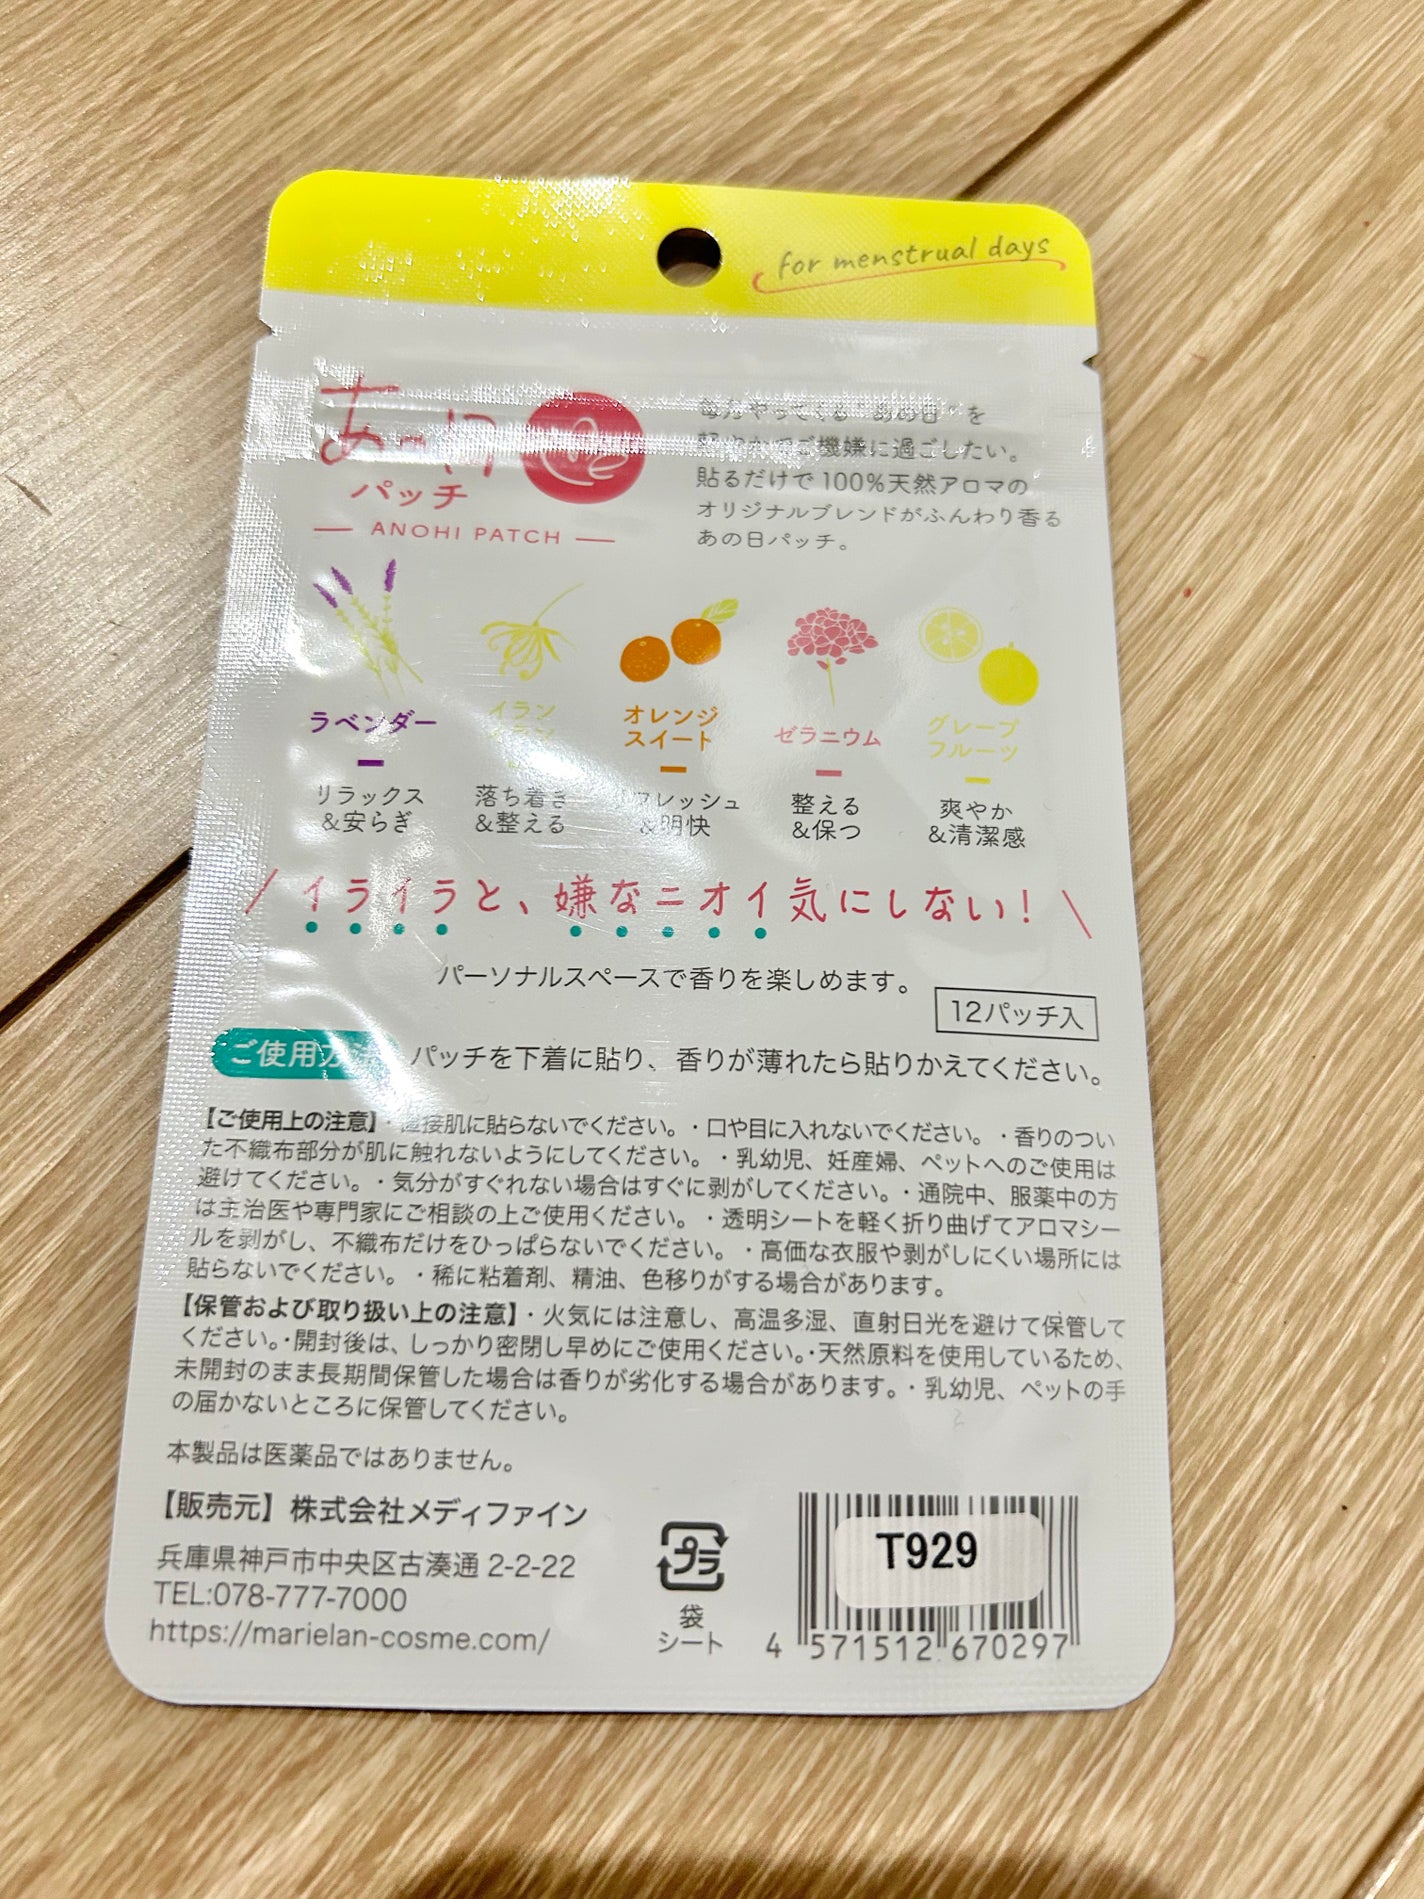 for menstrual days
パッチ
ANOHI PATCH
ご機嫌に過ごしたい。
貼るだけで100%天然アロマの
オリジナルブレンドがふんわり香る
あの日パッチ。
ラベンダー
リラックス
&安らぎ
イラン
イラン
落ち着き
&整える
オレンジ
スイート
フレッシュ
&明快
ゼラニウム
整える
&保つ
グレープ
フルーツ
爽やか
&清潔感
イライラと、嫌なニオイ気にしない!
パーソナルスペースで香りを楽しめます。
12パッチ入
ご使用方法 パッチを下着に貼り、香りが薄れたら貼りかえてください。
【ご使用上の注意】・直接肌に貼らないでください。・口や目に入れないでください。・香りのつい
た不織布部分が肌に触れないようにしてください。・乳幼児、妊産婦、ペットへのご使用は
避けてください。・気分がすぐれない場合はすぐに剥がしてください。・通院中、服薬中の方
は主治医や専門家にご相談の上ご使用ください。・透明シートを軽く折り曲げてアロマシー
ルを剥がし、不織布だけをひっぱらないでください。・高価な衣服や剥がしにくい場所には
貼らないでください。・稀に粘着剤、精油、色移りがする場合があります。
【保管および取り扱い上の注意】・火気には注意し、高温多湿、直射日光を避けて保管して
ください。・開封後は、しっかり密閉し早めにご使用ください。・天然原料を使用しているため、
未開封のまま長期間保管した場合は香りが劣化する場合があります。・乳幼児、ペットの手
の届かないところに保管してください。
本製品は医薬品ではありません。
【販売元】株式会社メディファイン
兵庫県神戸市中央区古湊通 2-2-22
TEL:078-777-7000
https://marielan-cosme.com/
プラ
袋
シート
T929
4 571512 670297